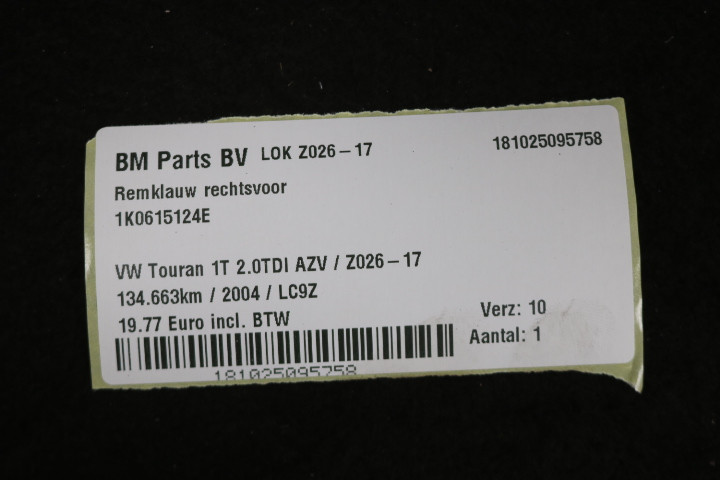 BM Parts BV LOK Z026-17 181025095758
Remklauw rechtsvoor
1K0615124E
VW Touran 1T 2.0TDI AZV / Z026-17
134.663km / 2004 / LC9Z
19.77 Euro incl. BTW
Verz: 10
Aantal: 1
181025095758